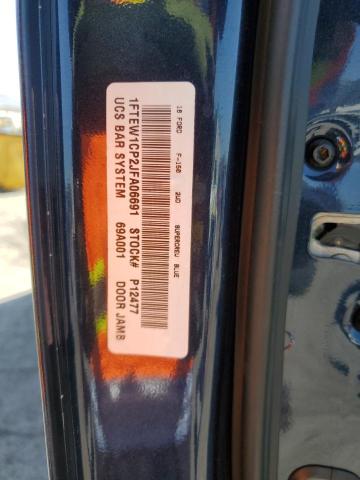 18 FORD F-150 2WD SUPERCREW BLUE
1FTEW1CP2JFA06691 STOCK# P12477
UCS BAR SYSTEM 69A001 DOOR JAMB